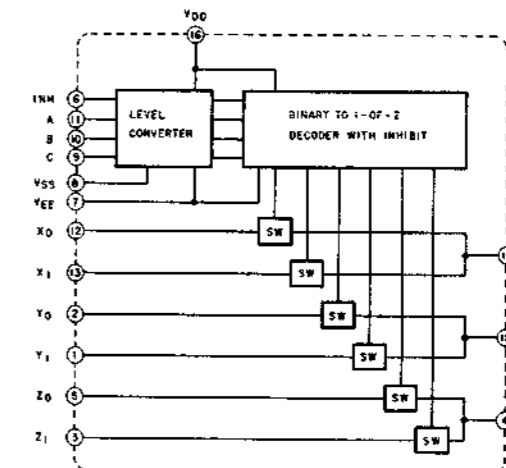 VDD
16
INH 6
A 11
B 10
C 9
VSS 8
VEE 7
LEVEL
CONVERTER
BINARY TO 1-OF-2
DECODER WITH INHIBIT
X0 12
SW
X1 13
SW
Y0 2
SW
Y1 1
SW
Z0 5
SW
Z1 3
SW